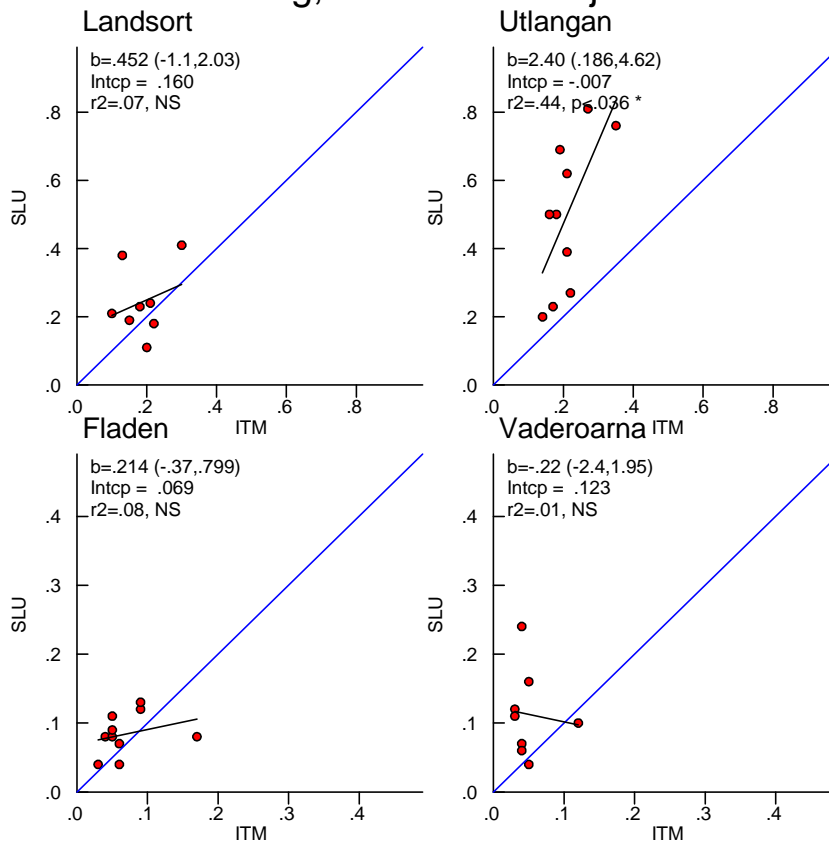 Landsort
b=.452 (-1.1,2.03)
Intcp = .160
r2=.07, NS
.8
.6
.4
.2
.0
SLU
.0 .2 .4 .6 .8
ITM
Utlangan
b=2.40 (.186,4.62)
Intcp = -.007
r2=.44, p<.036 *
.8
.6
.4
.2
.0
SLU
.0 .2 .4 .6 .8
ITM
Fladen
b=.214 (-.37,.799)
Intcp = .069
r2=.08, NS
.4
.3
.2
.1
.0
SLU
.0 .1 .2 .3 .4
ITM
Vaderoarna
b=-.22 (-2.4,1.95)
Intcp = .123
r2=.01, NS
.4
.3
.2
.1
.0
SLU
.0 .1 .2 .3 .4
ITM